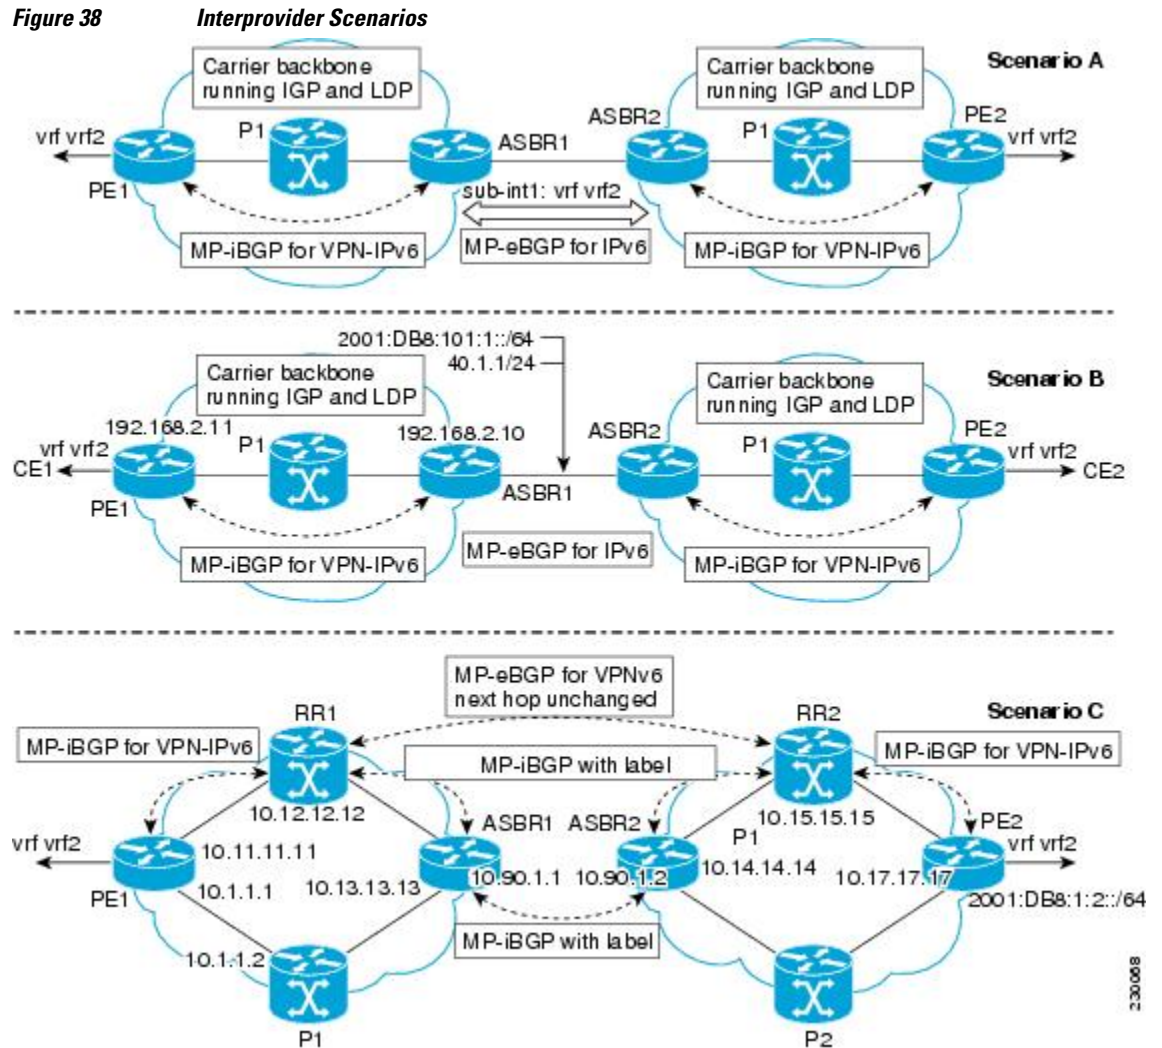 Figure 38 Interprovider Scenarios
Carrier backbone
running IGP and LDP
Carrier backbone
running IGP and LDP
Scenario A
vrf vrf2
PE1
P1
ASBR1
ASBR2
P1
PE2
vrf vrf2
sub-int1: vrf vrf2
MP-iBGP for VPN-IPv6
MP-eBGP for IPv6
MP-iBGP for VPN-IPv6
2001:DB8:101:1::/64
40.1.1/24
Carrier backbone
running IGP and LDP
Carrier backbone
running IGP and LDP
Scenario B
192.168.2.11
vrf vrf2
CE1
PE1
P1
192.168.2.10
ASBR1
ASBR2
P1
PE2
vrf vrf2
CE2
MP-iBGP for VPN-IPv6
MP-eBGP for IPv6
MP-iBGP for VPN-IPv6
MP-eBGP for VPNv6
next hop unchanged
RR1
RR2
Scenario C
MP-iBGP for VPN-IPv6
MP-iBGP with label
MP-iBGP for VPN-IPv6
10.12.12.12
10.15.15.15
ASBR1
ASBR2
P1
PE2
vrf vrf2
vrf vrf2
10.11.11.11
10.14.14.14
10.1.1.1
10.13.13.13
10.90.1.1
10.90.1.2
10.17.17.17
PE1
2001:DB8:1:2::/64
MP-iBGP with label
10.1.1.2
P1
P2
230068